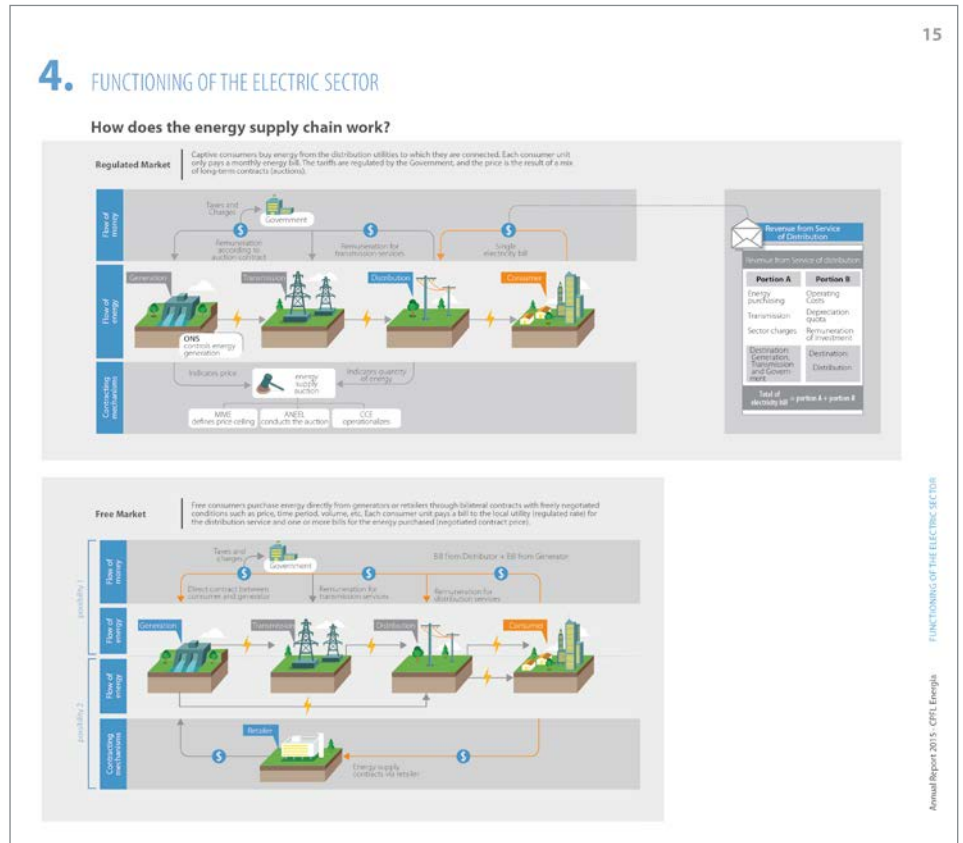 15
4. FUNCTIONING OF THE ELECTRIC SECTOR
How does the energy supply chain work?
Regulated Market
Captive consumers buy energy from the distribution utilities to which they are connected. Each consumer unit
only pays a monthly energy bill. The tariffs are regulated by the Government, and the price is the result of a mix
of long-term contracts (auctions).
Flow of
money
Taxes and
Charges
Government
Remuneration
according to
auction contract
Remuneration for
transmission services
Single
electricity bill
Flow of
energy
Generation
Transmission
Distribution
Consumer
ONS
controls energy
generation
Contracting
mechanisms
Indicates price
energy
supply
auction
Indicates quantity
of energy
MME
defines price ceiling
ANEEL
conducts the auction
CCE
operationalizes
Revenue from Service
of Distribution
Revenue from Service of distribution
Portion A
Portion B
Energy
purchasing
Transmission
Sector charges
Operating
Costs
Depreciation
quota
Remuneration
of investment
Destination:
Generation,
Transmission
and Govern-
ment
Destination:
Distribution
Total of
electricity bill = portion A + portion B
Free Market
Free consumers purchase energy directly from generators or retailers through bilateral contracts with freely negotiated
conditions such as price, time period, volume, etc. Each consumer unit pays a bill to the local utility (regulated rate) for
the distribution service and one or more bills for the energy purchased (negotiated contract price).
possibility 1
Flow of
money
Taxes and
charges
Government
Bill from Distributor + Bill from Generator
Direct contract between
consumer and generator
Remuneration for
transmission services
Remuneration for
distribution services
Flow of
energy
Generation
Transmission
Distribution
Consumer
possibility 2
Flow of
energy
Contracting
mechanisms
Retailer
Energy supply
contracts via retailer
Annual Report 2015 - CPFL Energia
FUNCTIONING OF THE ELECTRIC SECTOR